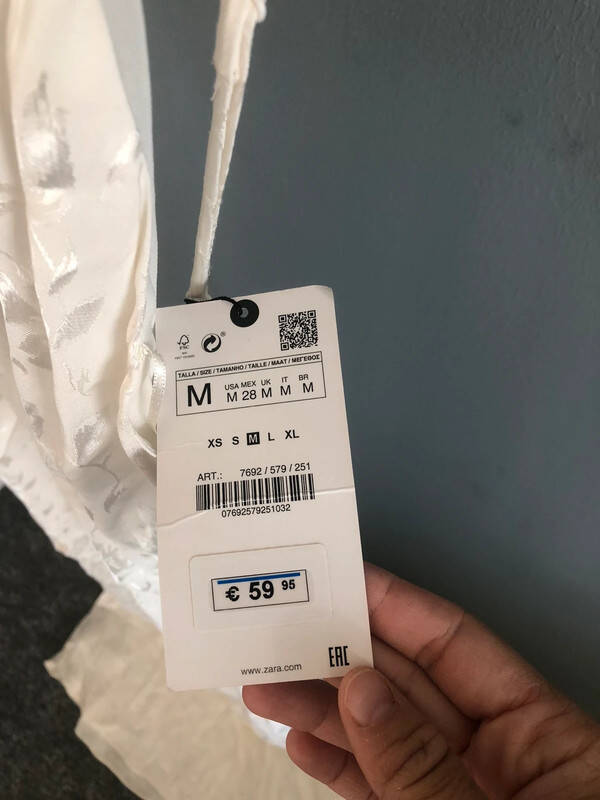 FSC
TALLA / SIZE / TAMANHO / TAILLE / MAAT / ΜΕΓΕΘΟΣ
M
USA MEX UK IT BR
M 28 M M M
XS S M L XL
ART.: 7692 / 579 / 251
07692579251032
€ 59 95
www.zara.com
EAC